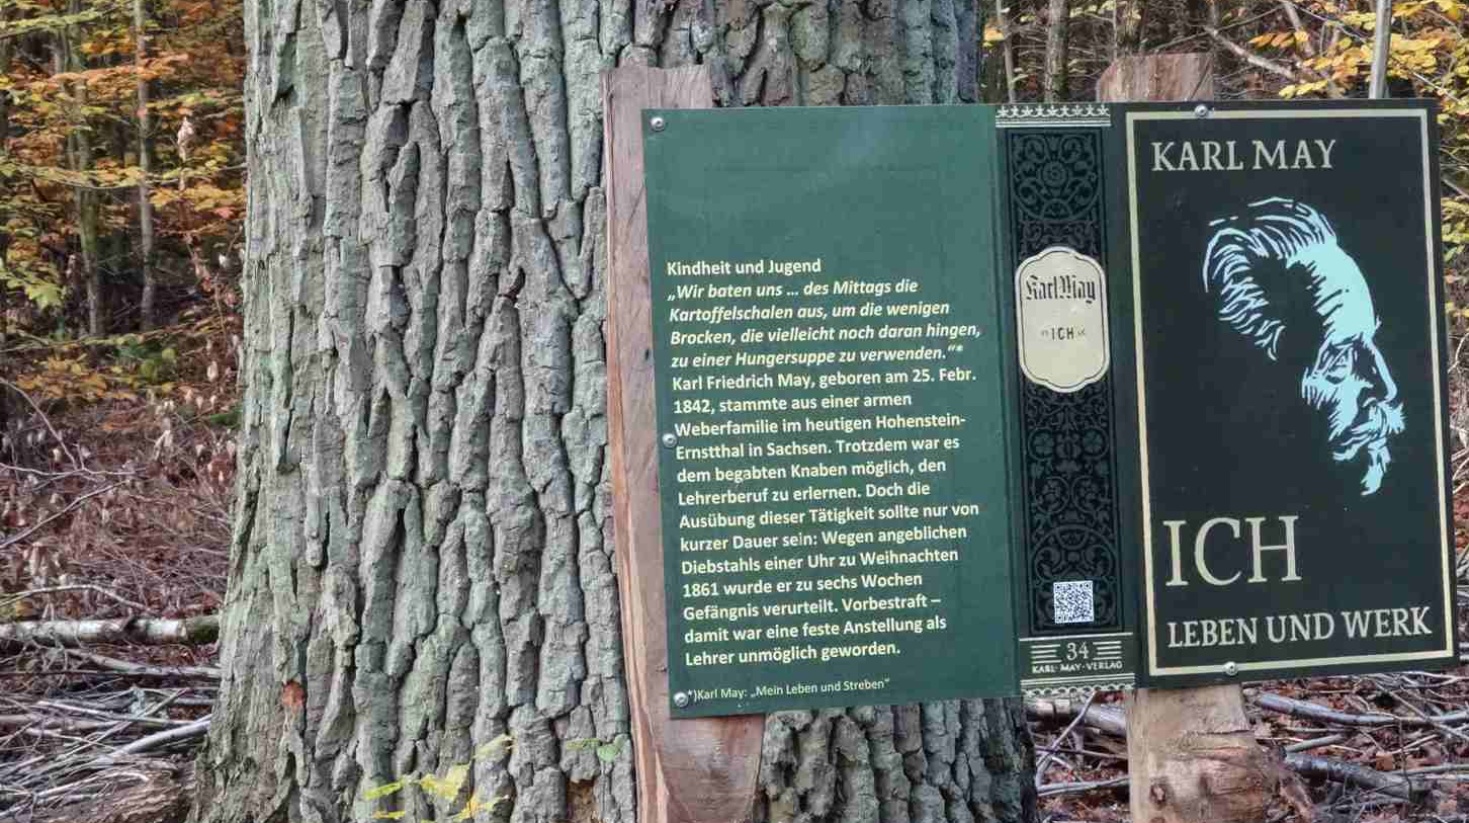 Kindheit und Jugend
„Wir baten uns ... des Mittags die
Kartoffelschalen aus, um die wenigen
Brocken, die vielleicht noch daran hingen,
zu einer Hungersuppe zu verwenden."*
Karl Friedrich May, geboren am 25. Febr.
1842, stammte aus einer armen
Weberfamilie im heutigen Hohenstein-
Ernstthal in Sachsen. Trotzdem war es
dem begabten Knaben möglich, den
Lehrerberuf zu erlernen. Doch die
Ausübung dieser Tätigkeit sollte nur von
kurzer Dauer sein: Wegen angeblichen
Diebstahls einer Uhr zu Weihnachten
1861 wurde er zu sechs Wochen
Gefängnis verurteilt. Vorbestraft –
damit war eine feste Anstellung als
Lehrer unmöglich geworden.
*)Karl May: „Mein Leben und Streben"
Karl May
ICH
34
KARL-MAY-VERLAG
KARL MAY
ICH
LEBEN UND WERK